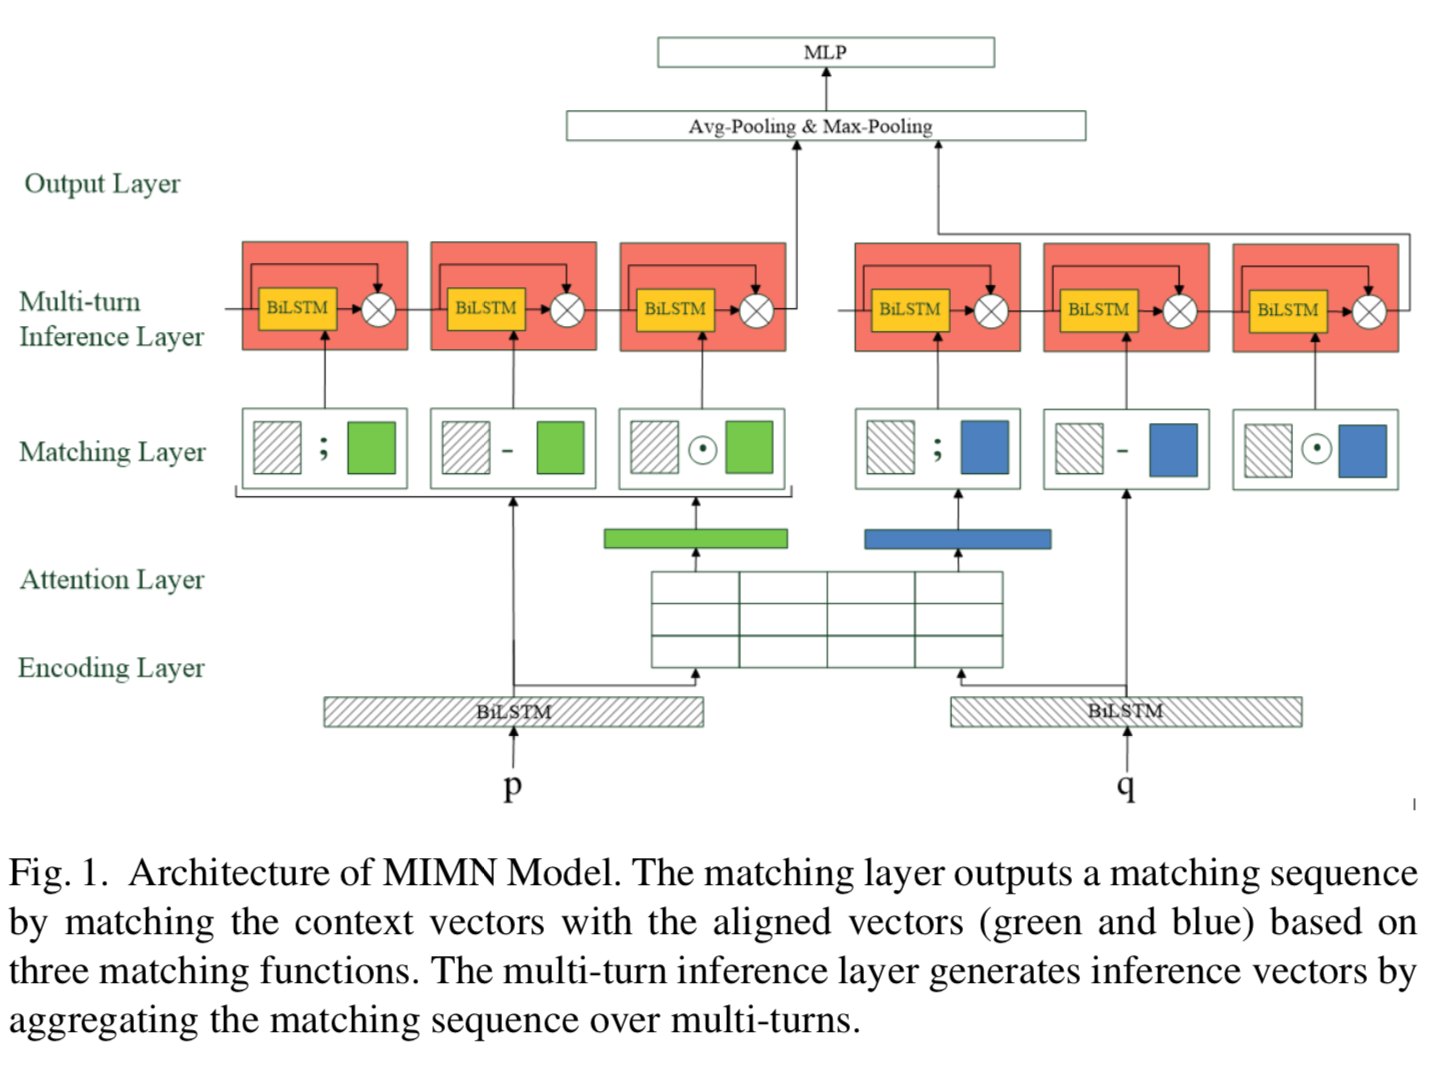 MLP
Avg-Pooling & Max-Pooling
Output Layer
Multi-turn
Inference Layer
BiLSTM
BiLSTM
BiLSTM
BiLSTM
BiLSTM
BiLSTM
Matching Layer
;
-
⊙
;
-
⊙
Attention Layer
Encoding Layer
BiLSTM
BiLSTM
p
q
Fig. 1. Architecture of MIMN Model. The matching layer outputs a matching sequence
by matching the context vectors with the aligned vectors (green and blue) based on
three matching functions. The multi-turn inference layer generates inference vectors by
aggregating the matching sequence over multi-turns.